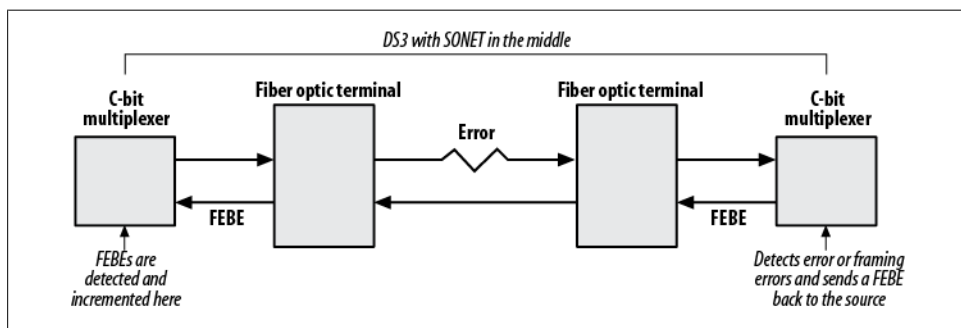 DS3 with SONET in the middle
C-bit
multiplexer
Fiber optic terminal
Error
Fiber optic terminal
C-bit
multiplexer
FEBE
FEBE
FEBEs are
detected and
incremented here
Detects error or framing
errors and sends a FEBE
back to the source